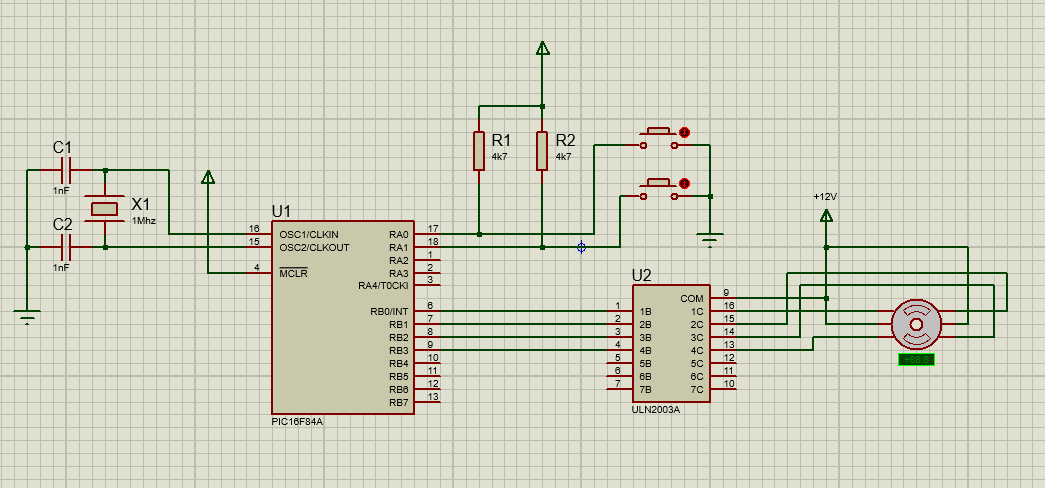 C1
1nF
X1
1Mhz
C2
1nF
R1
4k7
R2
4k7
+12V
U1
16 OSC1/CLKIN RA0 17
15 OSC2/CLKOUT RA1 18
RA2 1
4 MCLR RA3 2
RA4/T0CKI 3
RB0/INT 6
RB1 7
RB2 8
RB3 9
RB4 10
RB5 11
RB6 12
RB7 13
PIC16F84A
U2
COM 9
1 1B 1C 16
2 2B 2C 15
3 3B 3C 14
4 4B 4C 13
5 5B 5C 12
6 6B 6C 11
7 7B 7C 10
ULN2003A